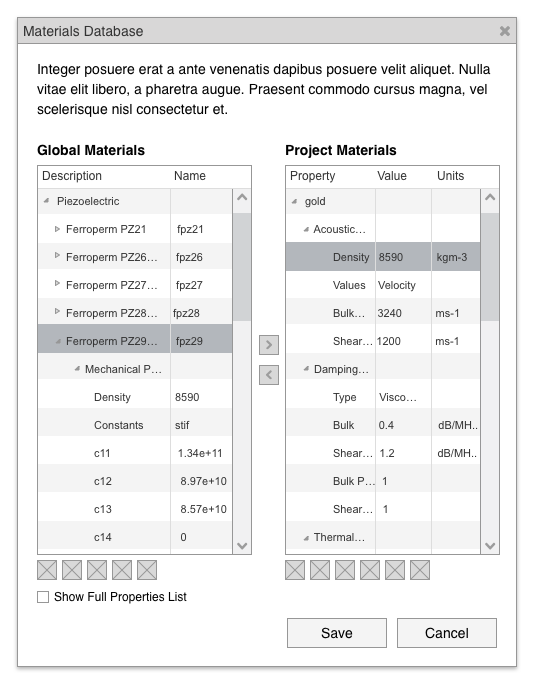 Materials Database
Integer posuere erat a ante venenatis dapibus posuere velit aliquet. Nulla
vitae elit libero, a pharetra augue. Praesent commodo cursus magna, vel
scelerisque nisl consectetur et.
Global Materials
Description Name
Piezoelectric
Ferroperm PZ21 fpz21
Ferroperm PZ26... fpz26
Ferroperm PZ27... fpz27
Ferroperm PZ28... fpz28
Ferroperm PZ29... fpz29
Mechanical P...
Density 8590
Constants stif
c11 1.34e+11
c12 8.97e+10
c13 8.57e+10
c14 0
Show Full Properties List
Project Materials
Property Value Units
gold
Acoustic...
Density 8590 kgm-3
Values Velocity
Bulk... 3240 ms-1
Shear... 1200 ms-1
Damping...
Type Visco...
Bulk 0.4 dB/MH..
Shear... 1.2 dB/MH..
Bulk P... 1
Shear... 1
Thermal...
Save Cancel